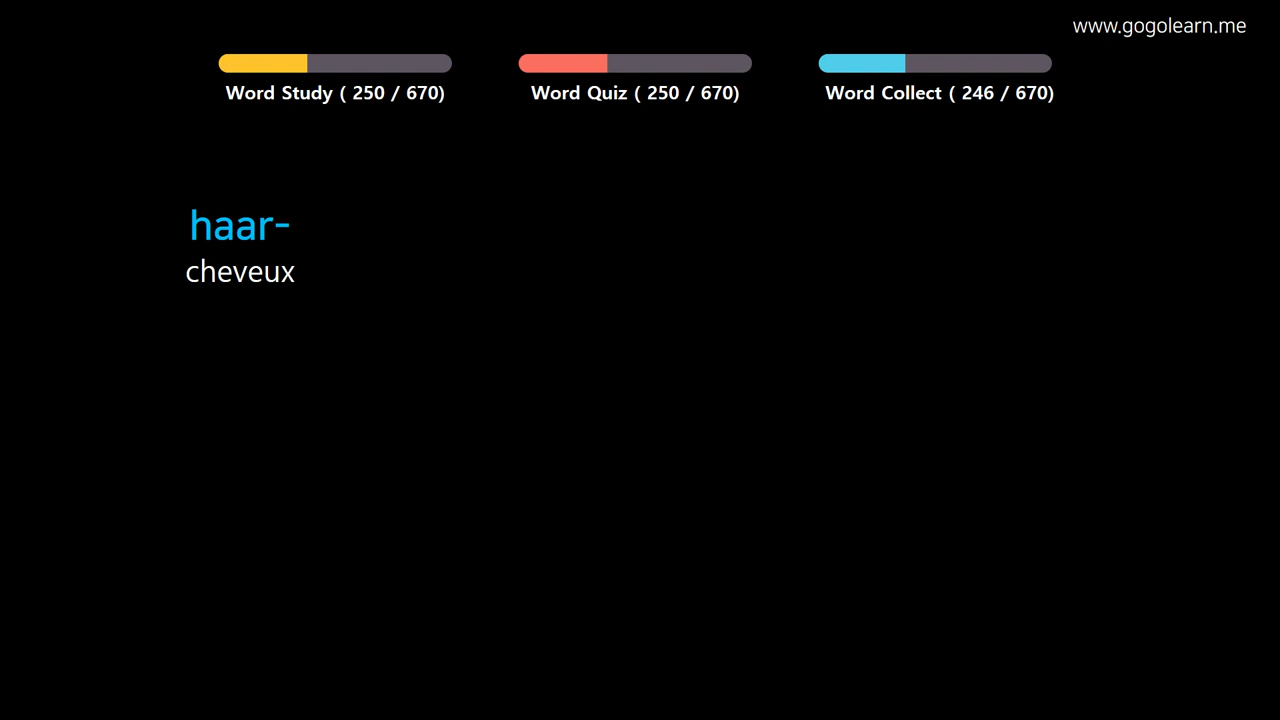 www.gogolearn.me
Word Study ( 250 / 670)
Word Quiz ( 250 / 670)
Word Collect ( 246 / 670)
haar-
cheveux